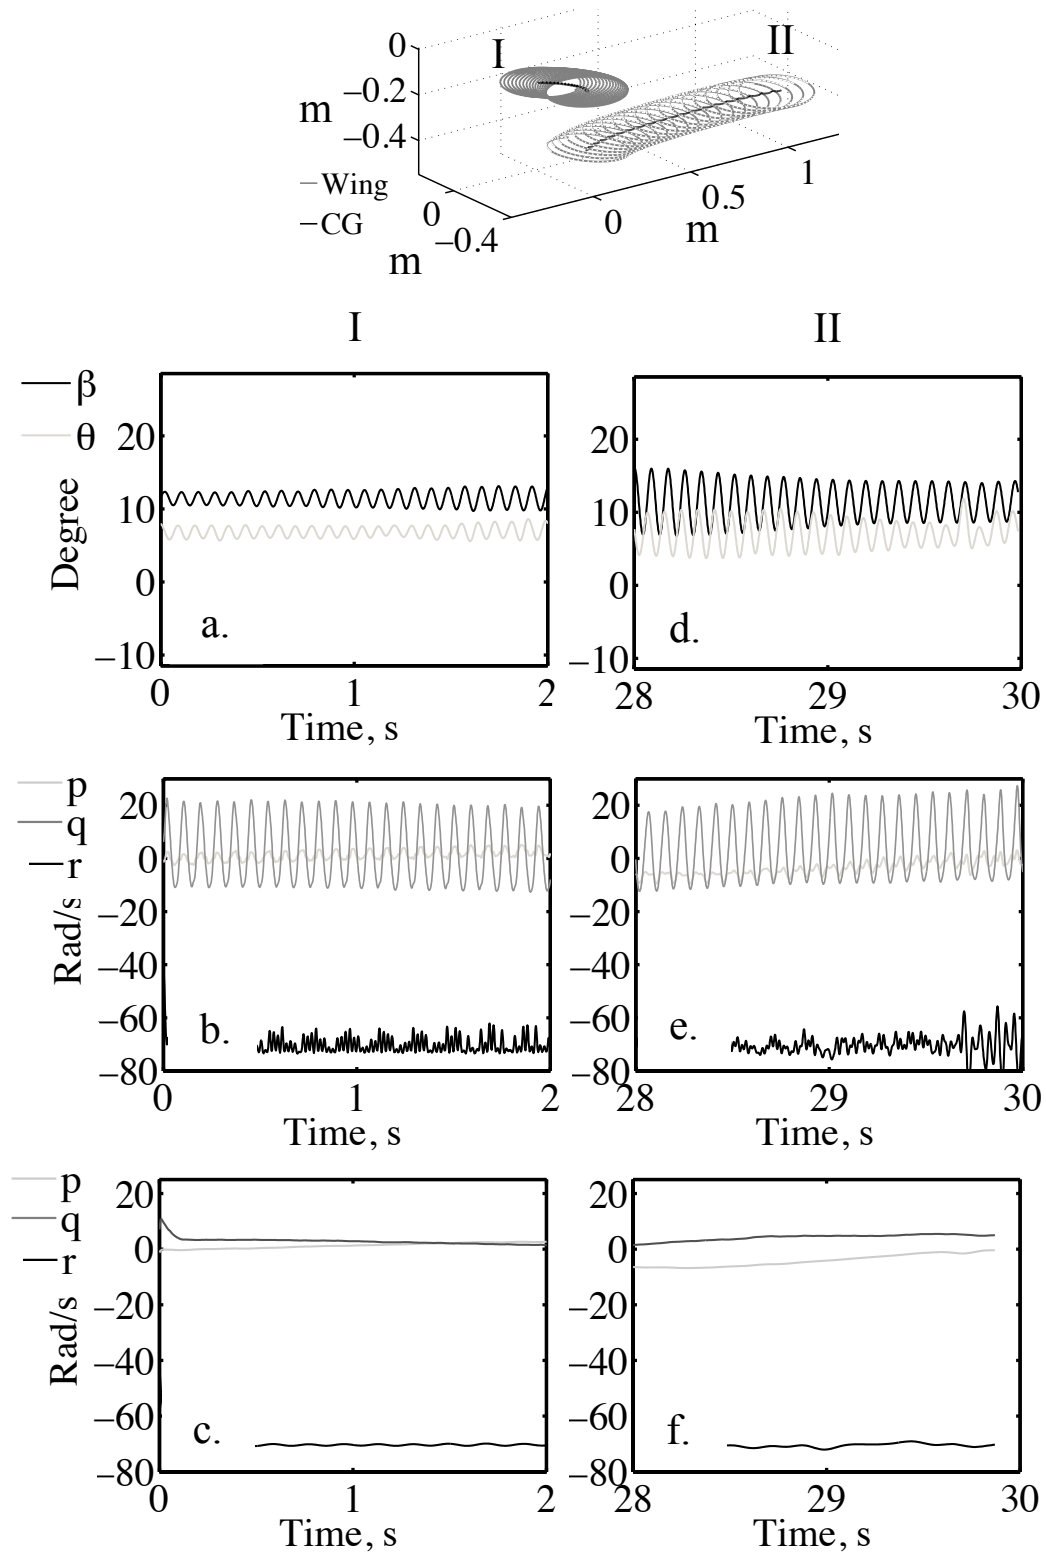 I II
0
−0.2
m
−0.4
Wing
CG
0
−0.4
m
0
0.5
1
m
I II
β
θ
Degree
20
10
0
−10
a.
0 1 2
Time, s
20
10
0
−10
d.
28 29 30
Time, s
p
q
r
Rad/s
20
0
−20
−40
−60
−80
b.
0 1 2
Time, s
20
0
−20
−40
−60
−80
e.
28 29 30
Time, s
p
q
r
Rad/s
20
0
−20
−40
−60
−80
c.
0 1 2
Time, s
20
0
−20
−40
−60
−80
f.
28 29 30
Time, s